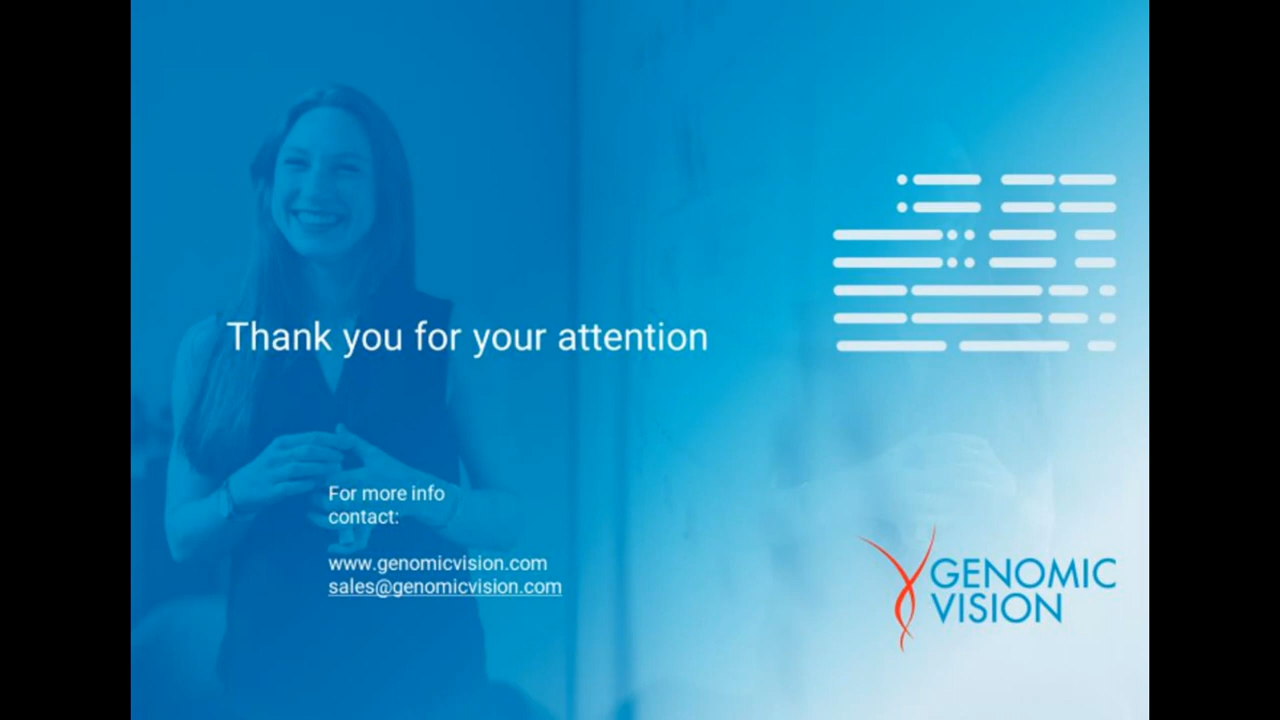 Thank you for your attention
For more info
contact:
www.genomicvision.com
sales@genomicvision.com
GENOMIC
VISION